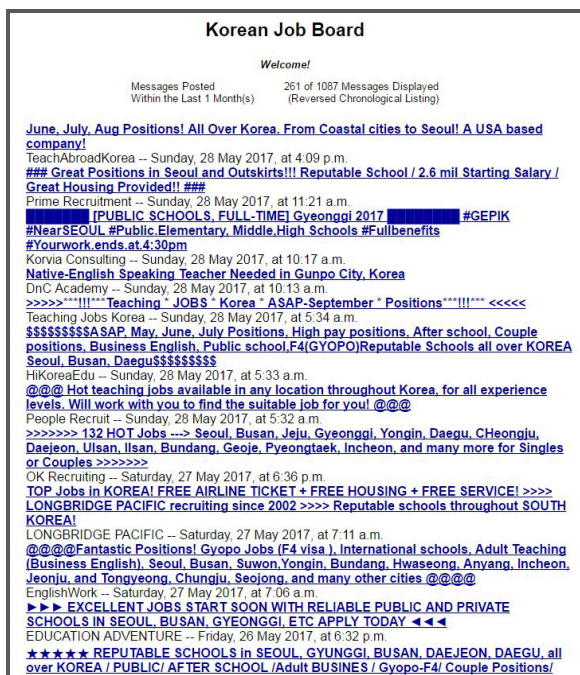 Korean Job Board
Welcome!
Messages Posted 261 of 1087 Messages Displayed
Within the Last 1 Month(s) (Reversed Chronological Listing)
June, July, Aug Positions! All Over Korea. From Coastal cities to Seoul! A USA based
company!
TeachAbroadKorea -- Sunday, 28 May 2017, at 4:09 p.m.
### Great Positions in Seoul and Outskirts!!! Reputable School / 2.6 mil Starting Salary /
Great Housing Provided!! ###
Prime Recruitment -- Sunday, 28 May 2017, at 11:21 a.m.
███████ [PUBLIC SCHOOLS, FULL-TIME] Gyeonggi 2017 ████████ #GEPIK
#NearSEOUL #Public.Elementary, Middle,High Schools #Fullbenefits
#Yourwork.ends.at.4:30pm
Korvia Consulting -- Sunday, 28 May 2017, at 10:17 a.m.
Native-English Speaking Teacher Needed in Gunpo City, Korea
DnC Academy -- Sunday, 28 May 2017, at 10:13 a.m.
>>>>>***!!!***Teaching * JOBS * Korea * ASAP-September * Positions***!!!*** <<<<<
Teaching Jobs Korea -- Sunday, 28 May 2017, at 5:34 a.m.
$$$$$$$$$ASAP, May, June, July Positions, High pay positions, After school, Couple
positions, Business English, Public school,F4(GYOPO)Reputable Schools all over KOREA
Seoul, Busan, Daegu$$$$$$$$$
HiKoreaEdu -- Sunday, 28 May 2017, at 5:33 a.m.
@@@ Hot teaching jobs available in any location throughout Korea, for all experience
levels. Will work with you to find the suitable job for you! @@@
People Recruit -- Sunday, 28 May 2017, at 5:32 a.m.
>>>>>>> 132 HOT Jobs ---> Seoul, Busan, Jeju, Gyeonggi, Yongin, Daegu, CHeongju,
Daejeon, Ulsan, Ilsan, Bundang, Geoje, Pyeongtaek, Incheon, and many more for Singles
or Couples >>>>>>>
OK Recruiting -- Saturday, 27 May 2017, at 6:36 p.m.
TOP Jobs in KOREA! FREE AIRLINE TICKET + FREE HOUSING + FREE SERVICE! >>>>
LONGBRIDGE PACIFIC recruiting since 2002 >>>> Reputable schools throughout SOUTH
KOREA!
LONGBRIDGE PACIFIC -- Saturday, 27 May 2017, at 7:11 a.m.
@@@@Fantastic Positions! Gyopo Jobs (F4 visa ), International schools, Adult Teaching
(Business English), Seoul, Busan, Suwon,Yongin, Bundang, Hwaseong, Anyang, Incheon,
Jeonju, and Tongyeong, Chungju, Seojong, and many other cities @@@@
EnglishWork -- Saturday, 27 May 2017, at 7:06 a.m.
►►► EXCELLENT JOBS START SOON WITH RELIABLE PUBLIC AND PRIVATE
SCHOOLS IN SEOUL, BUSAN, GYEONGGI, ETC APPLY TODAY ◄◄◄
EDUCATION ADVENTURE -- Friday, 26 May 2017, at 6:32 p.m.
★★★★★ REPUTABLE SCHOOLS in SEOUL, GYUNGGI, BUSAN, DAEJEON, DAEGU, all
over KOREA / PUBLIC/ AFTER SCHOOL /Adult BUSINES / Gyopo-F4/ Couple Positions/